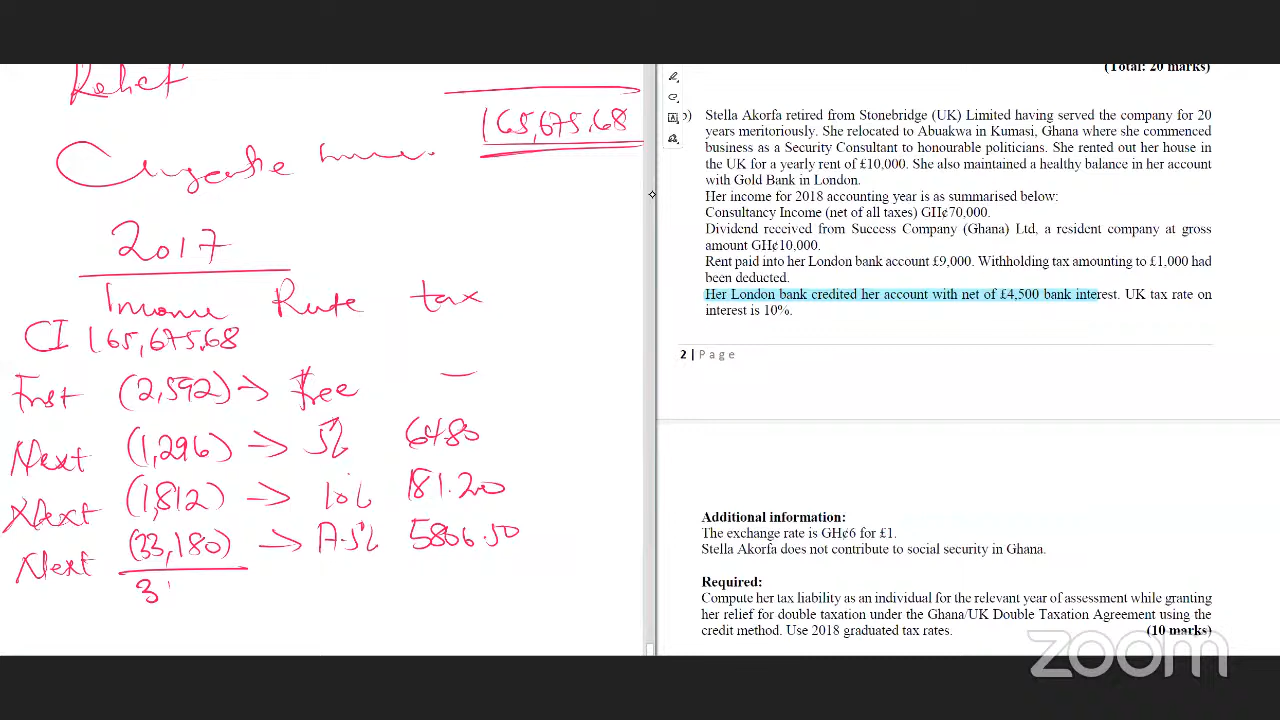 Relief
165,675.68
2017
Income Rate tax
CI 165,675.68
First (2,592) → free –
Next (1,296) → 5% 64.80
Next (1,812) → 10% 181.20
Next (33,180) → 17.5% 5806.50
3
(Total: 20 marks)
Stella Akorfa retired from Stonebridge (UK) Limited having served the company for 20
years meritoriously. She relocated to Abuakwa in Kumasi, Ghana where she commenced
business as a Security Consultant to honourable politicians. She rented out her house in
the UK for a yearly rent of £10,000. She also maintained a healthy balance in her account
with Gold Bank in London.
Her income for 2018 accounting year is as summarised below:
Consultancy Income (net of all taxes) GH¢70,000.
Dividend received from Success Company (Ghana) Ltd, a resident company at gross
amount GH¢10,000.
Rent paid into her London bank account £9,000. Withholding tax amounting to £1,000 had
been deducted.
Her London bank credited her account with net of £4,500 bank interest. UK tax rate on
interest is 10%.
2 | Page
Additional information:
The exchange rate is GH¢6 for £1.
Stella Akorfa does not contribute to social security in Ghana.
Required:
Compute her tax liability as an individual for the relevant year of assessment while granting
her relief for double taxation under the Ghana/UK Double Taxation Agreement using the
credit method. Use 2018 graduated tax rates. (10 marks)
zoom